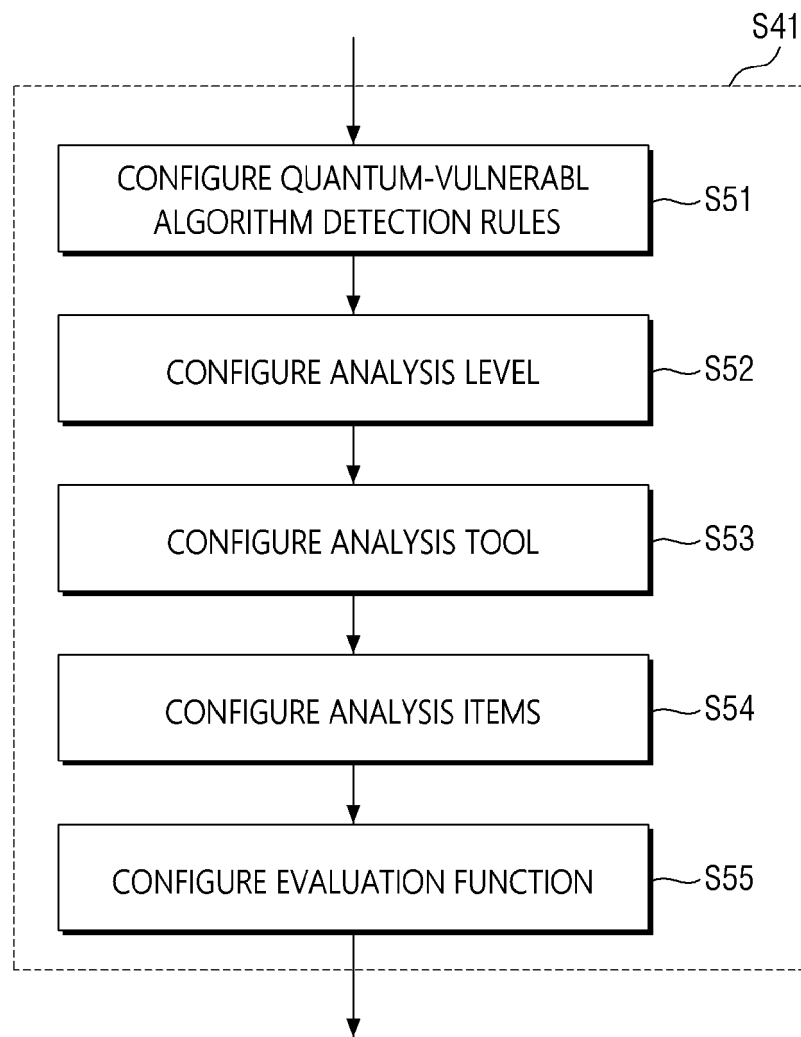 S41
CONFIGURE QUANTUM-VULNERABL
ALGORITHM DETECTION RULES
S51
CONFIGURE ANALYSIS LEVEL
S52
CONFIGURE ANALYSIS TOOL
S53
CONFIGURE ANALYSIS ITEMS
S54
CONFIGURE EVALUATION FUNCTION
S55